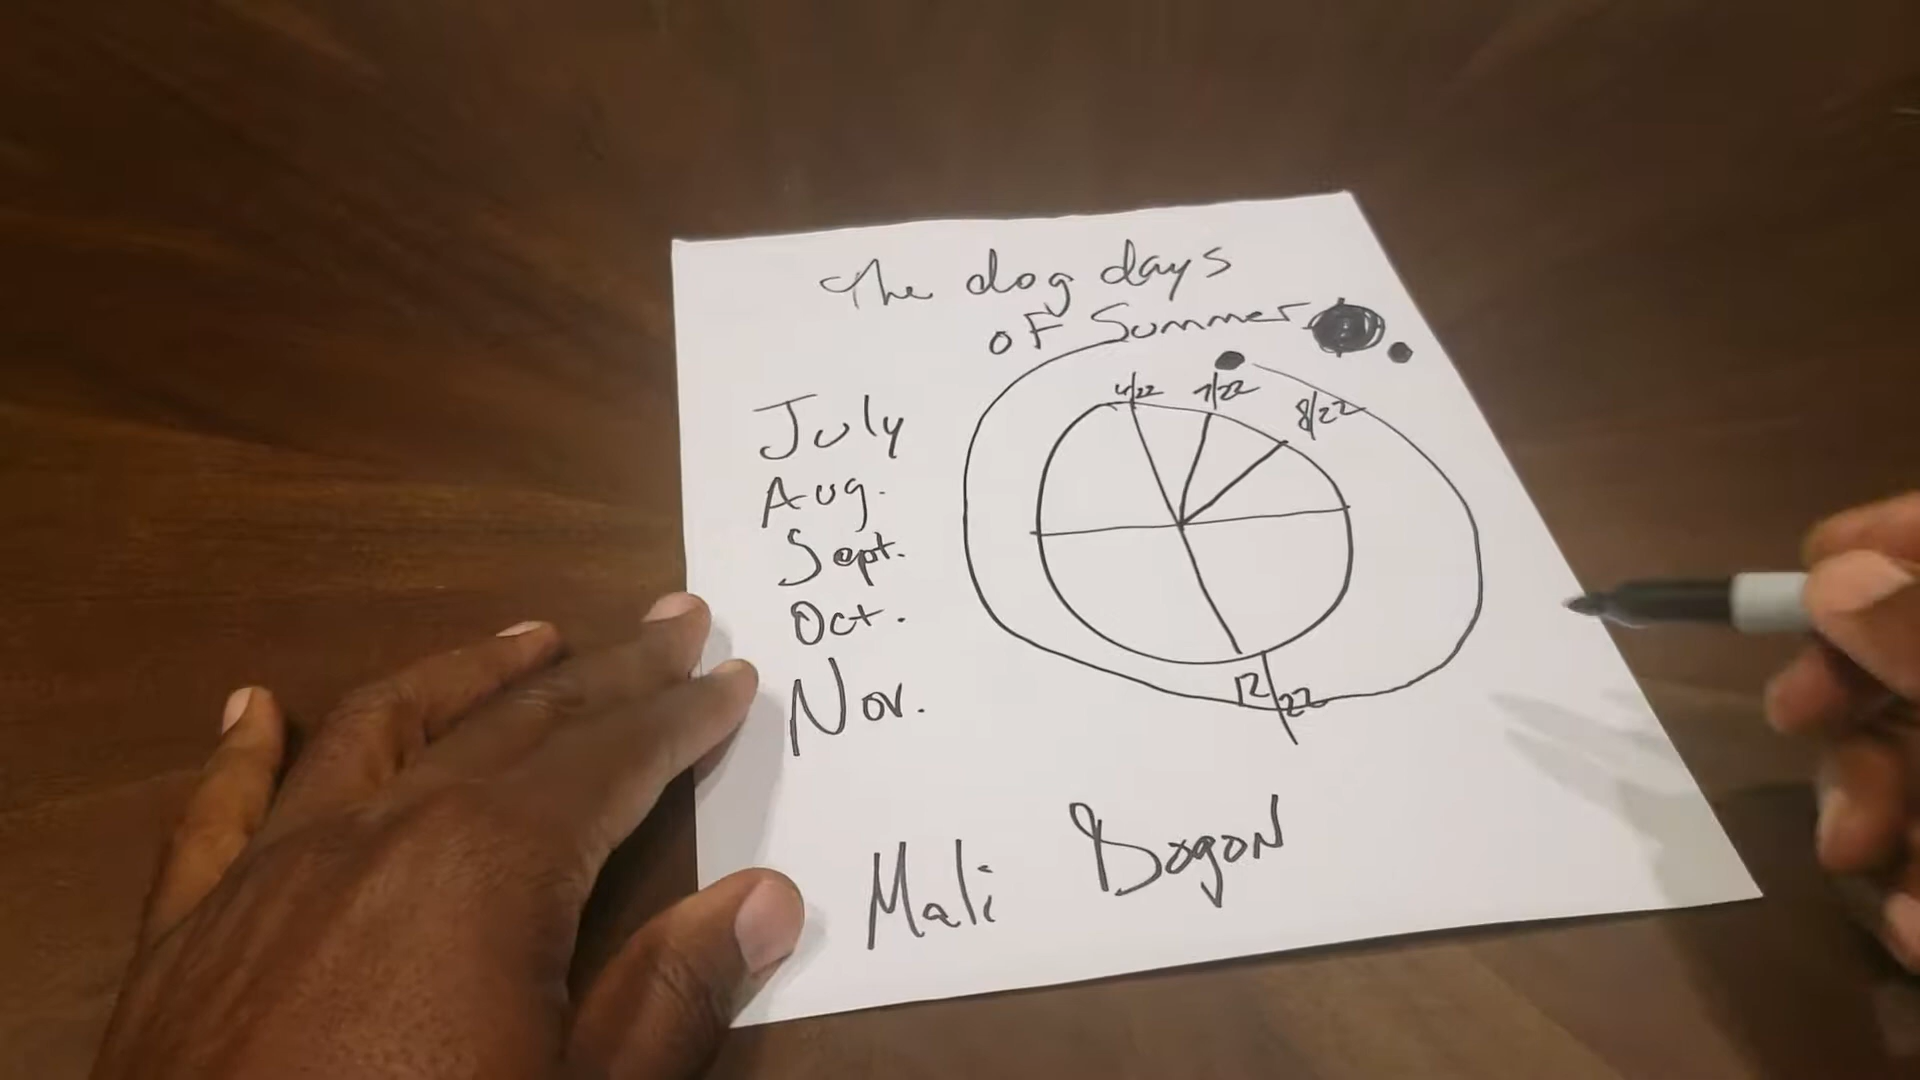 The dog days
of Summer
4/22 7/22 8/22
July
Aug.
Sept.
Oct.
Nov.
12/22
Mali Dogon